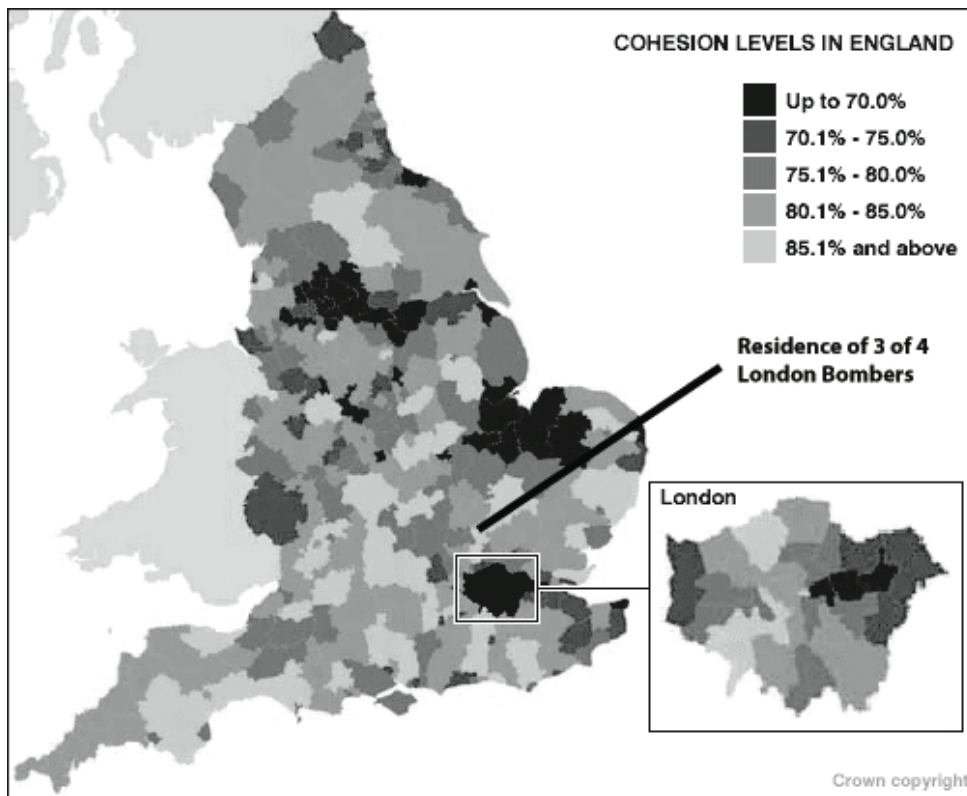 COHESION LEVELS IN ENGLAND
Up to 70.0%
70.1% - 75.0%
75.1% - 80.0%
80.1% - 85.0%
85.1% and above
Residence of 3 of 4
London Bombers
London
Crown copyright